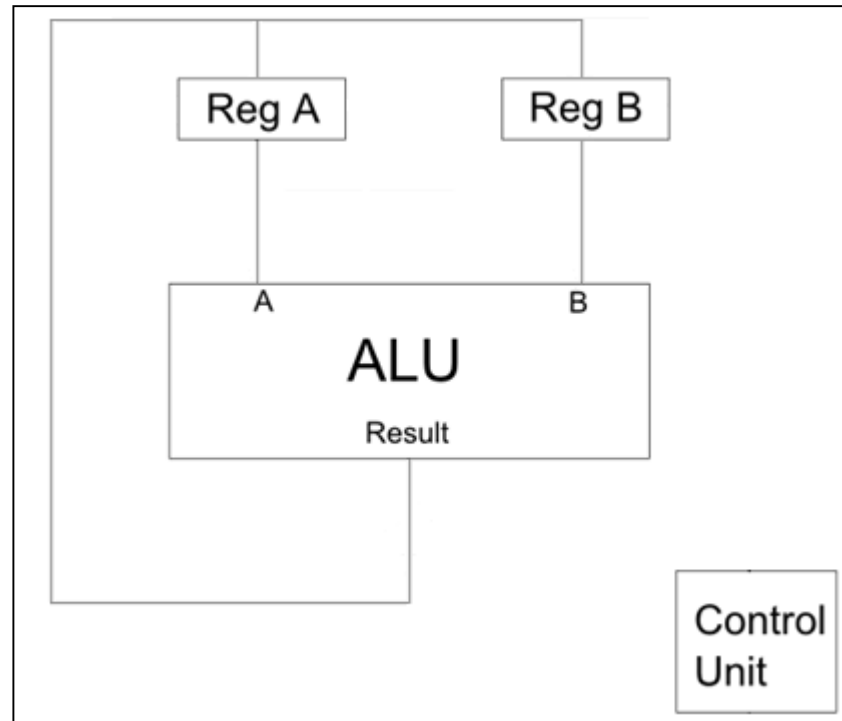 Reg A
Reg B
A
B
ALU
Result
Control
Unit